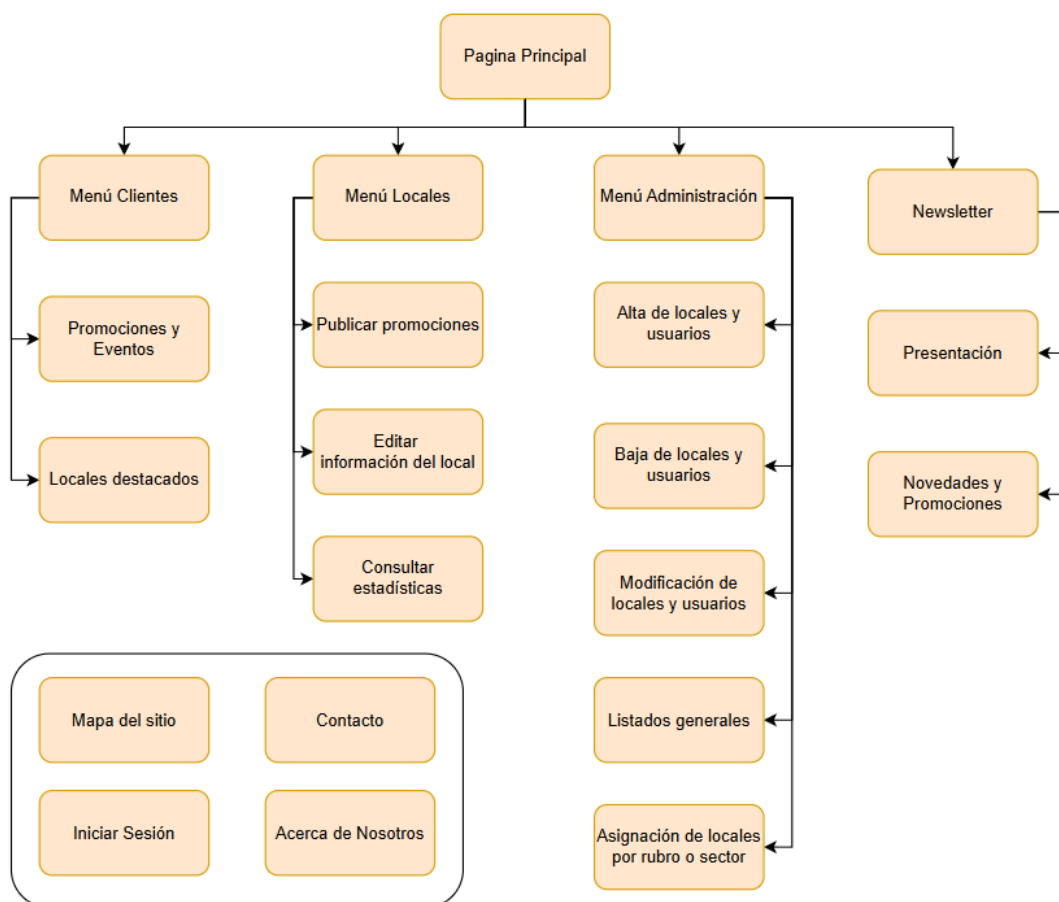 Pagina Principal
Menú Clientes
Menú Locales
Menú Administración
Newsletter
Promociones y
Eventos
Locales destacados
Publicar promociones
Editar
información del local
Consultar
estadísticas
Alta de locales y
usuarios
Baja de locales y
usuarios
Modificación de
locales y usuarios
Listados generales
Asignación de locales
por rubro o sector
Presentación
Novedades y
Promociones
Mapa del sitio
Contacto
Iniciar Sesión
Acerca de Nosotros